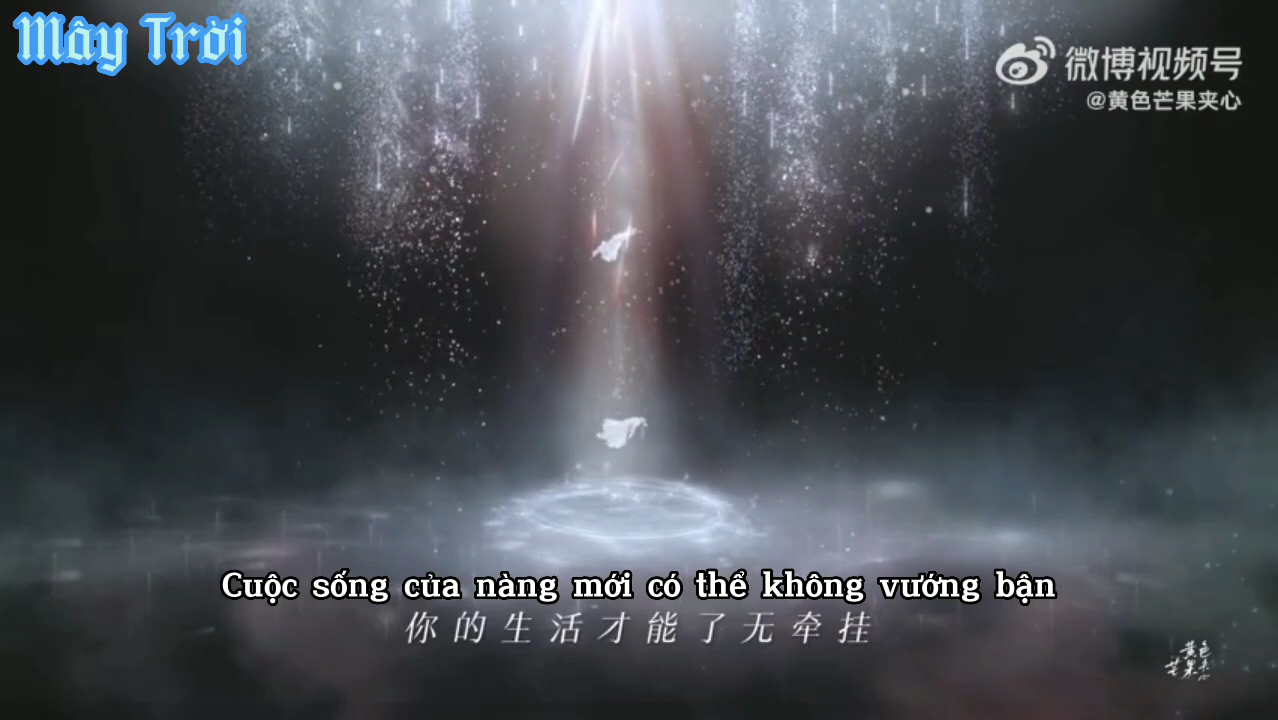 Mây Trời
微博视频号
@黄色芒果夹心
Cuộc sống của nàng mới có thể không vướng bận
你的生活才能了无牵挂
黄色
芒果夹心